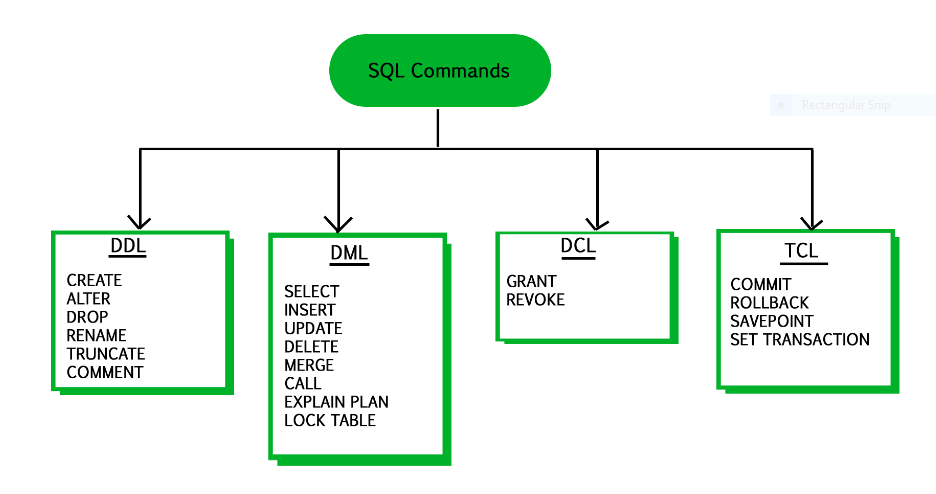 SQL Commands
Rectangular Snip
DDL
CREATE
ALTER
DROP
RENAME
TRUNCATE
COMMENT
DML
SELECT
INSERT
UPDATE
DELETE
MERGE
CALL
EXPLAIN PLAN
LOCK TABLE
DCL
GRANT
REVOKE
TCL
COMMIT
ROLLBACK
SAVEPOINT
SET TRANSACTION